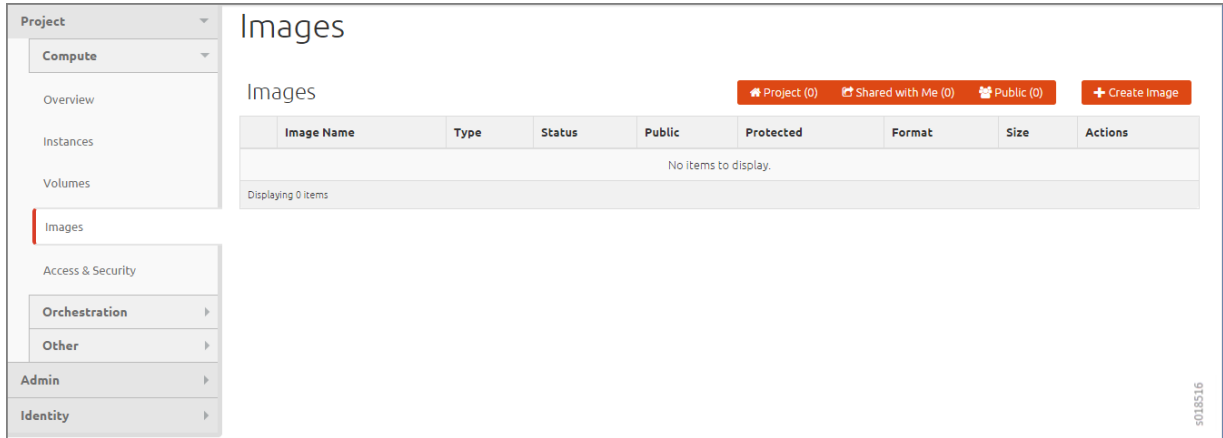 Project
Compute
Overview
Instances
Volumes
Images
Access & Security
Orchestration
Other
Admin
Identity
Images
Images
Project (0) Shared with Me (0) Public (0) Create Image
Image Name Type Status Public Protected Format Size Actions
No items to display.
Displaying 0 items
s018516